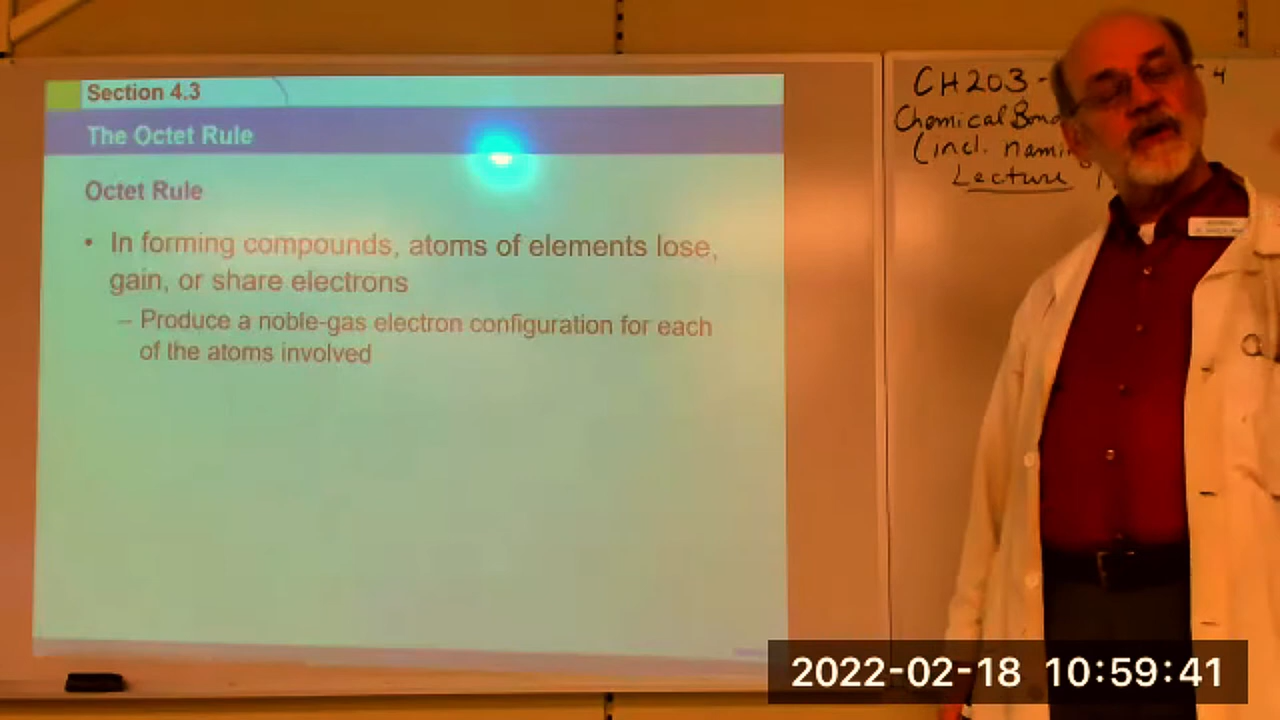 Section 4.3
The Octet Rule
Octet Rule
• In forming compounds, atoms of elements lose,
gain, or share electrons
– Produce a noble-gas electron configuration for each
of the atoms involved
CH203- 4
Chemical
(incl.
Lecture
2022-02-18 10:59:41